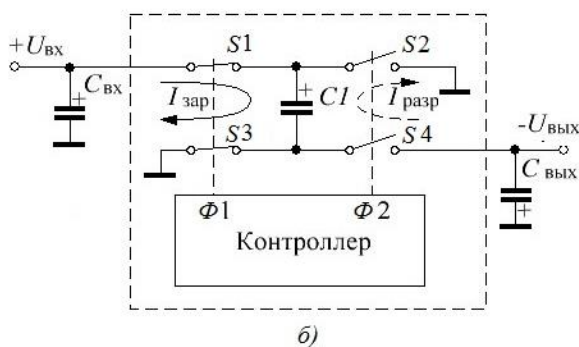 +Uвх
S1
S2
Cвх
+
Iзар
+
C1
Iразр
S3
S4
-Uвых
Cвых
+
Ф1
Ф2
Контроллер
б)